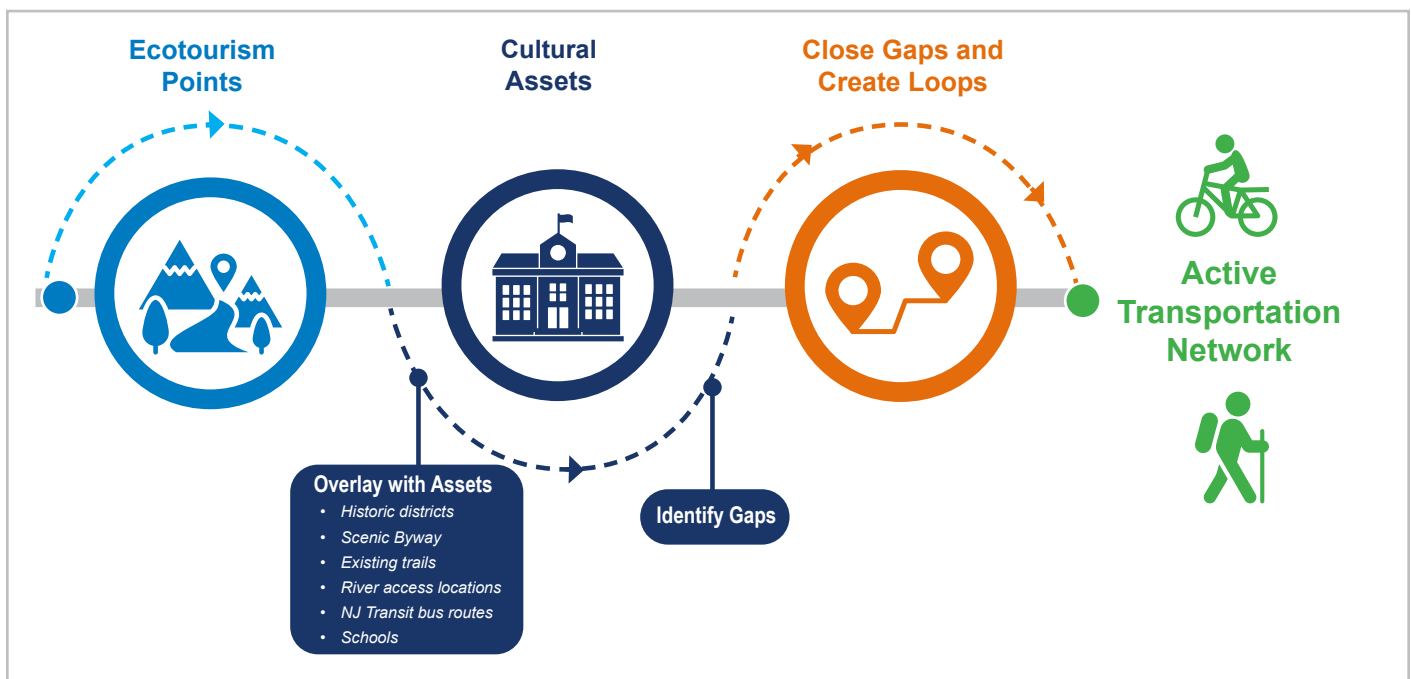 Ecotourism
Points
Cultural
Assets
Close Gaps and
Create Loops
Active
Transportation
Network
Overlay with Assets
• Historic districts
• Scenic Byway
• Existing trails
• River access locations
• NJ Transit bus routes
• Schools
Identify Gaps